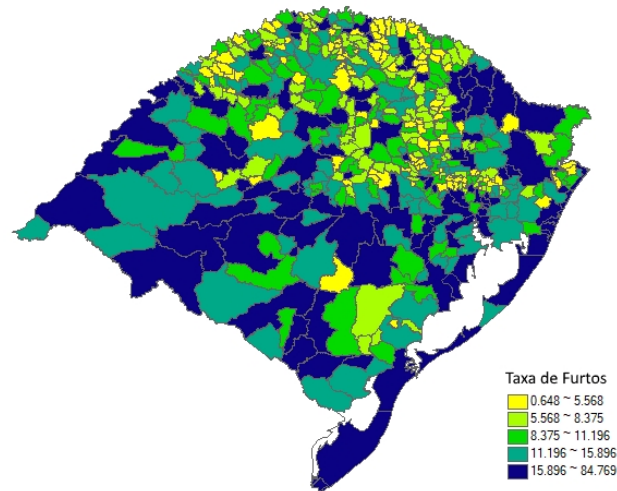 Taxa de Furtos
0.648 ~ 5.568
5.568 ~ 8.375
8.375 ~ 11.196
11.196 ~ 15.896
15.896 ~ 84.769